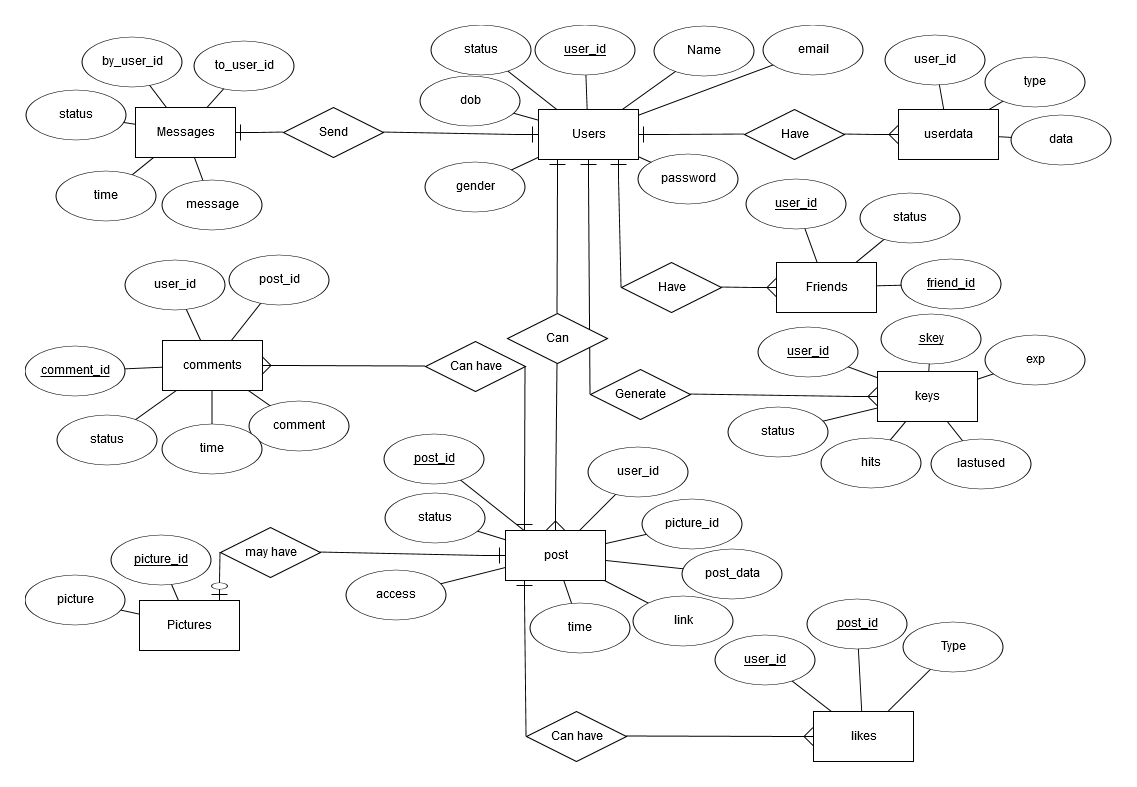 status
user_id
Name
email
by_user_id
to_user_id
user_id
type
dob
status
Messages
Send
Users
Have
userdata
data
time
message
gender
password
user_id
status
user_id
post_id
Have
Friends
friend_id
Can
skey
user_id
exp
comment_id
comments
Can have
Generate
keys
status
time
comment
status
hits
lastused
post_id
user_id
status
picture_id
picture_id
may have
post
post_data
picture
access
Pictures
time
link
post_id
user_id
Type
Can have
likes